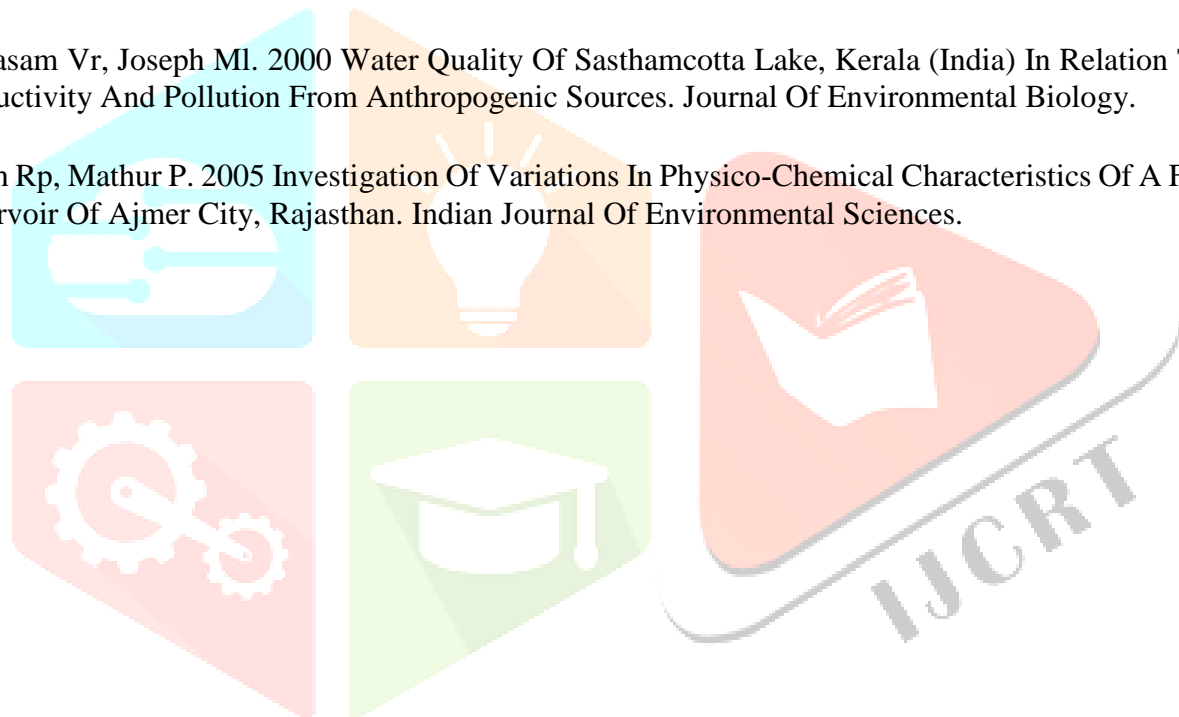 asam Vr, Joseph Ml. 2000 Water Quality Of Sasthamcotta Lake, Kerala (India) In Relation
uctivity And Pollution From Anthropogenic Sources. Journal Of Environmental Biology.
Rp, Mathur P. 2005 Investigation Of Variations In Physico-Chemical Characteristics Of A
rvoir Of Ajmer City, Rajasthan. Indian Journal Of Environmental Sciences.
IJCRT